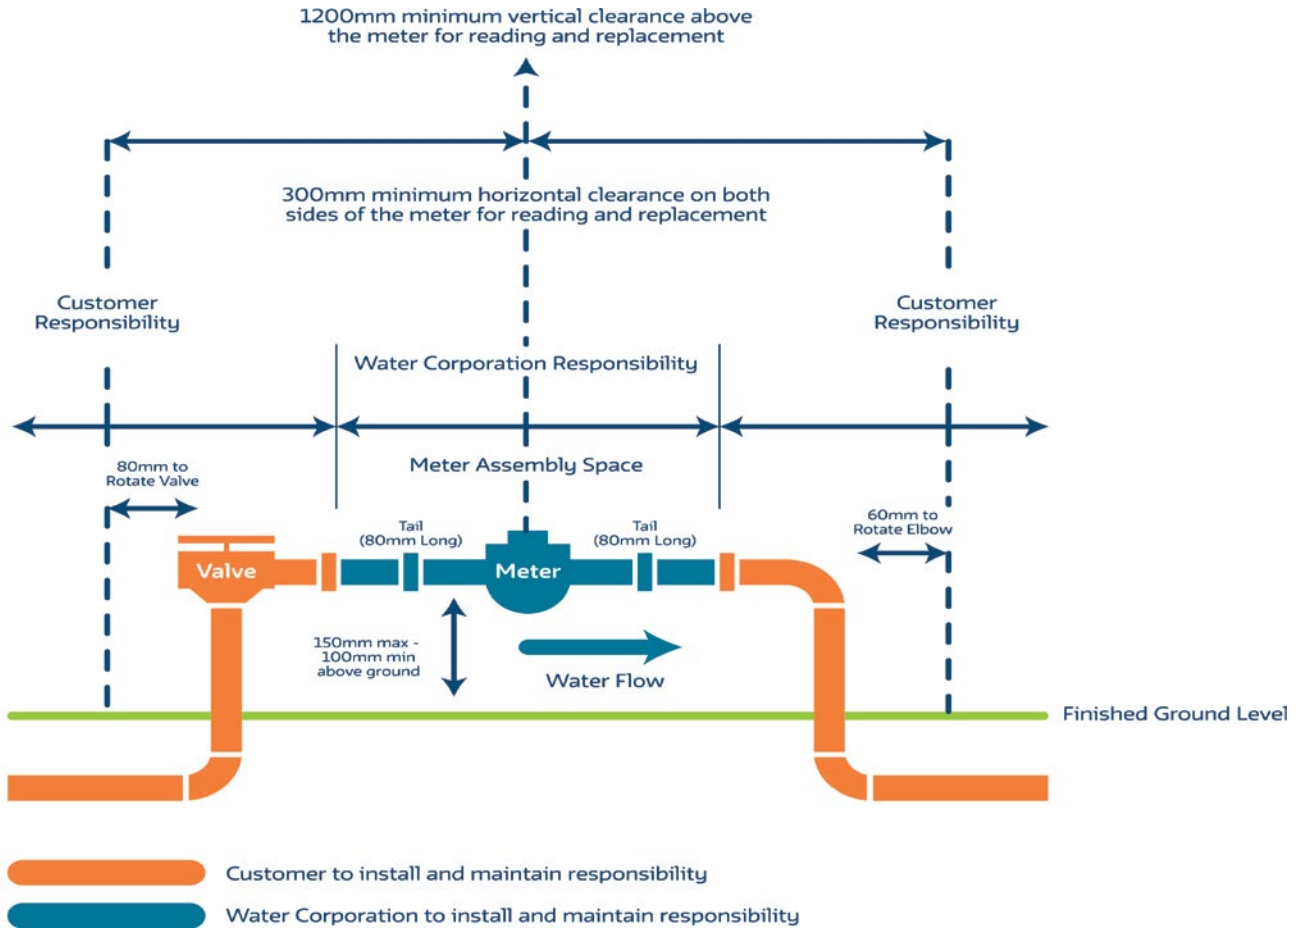 1200mm minimum vertical clearance above
the meter for reading and replacement
300mm minimum horizontal clearance on both
sides of the meter for reading and replacement
Customer
Responsibility
Customer
Responsibility
Water Corporation Responsibility
Meter Assembly Space
80mm to
Rotate Valve
Tail
(80mm Long)
Tail
(80mm Long)
60mm to
Rotate Elbow
Valve
Meter
150mm max -
100mm min
above ground
Water Flow
Finished Ground Level
Customer to install and maintain responsibility
Water Corporation to install and maintain responsibility